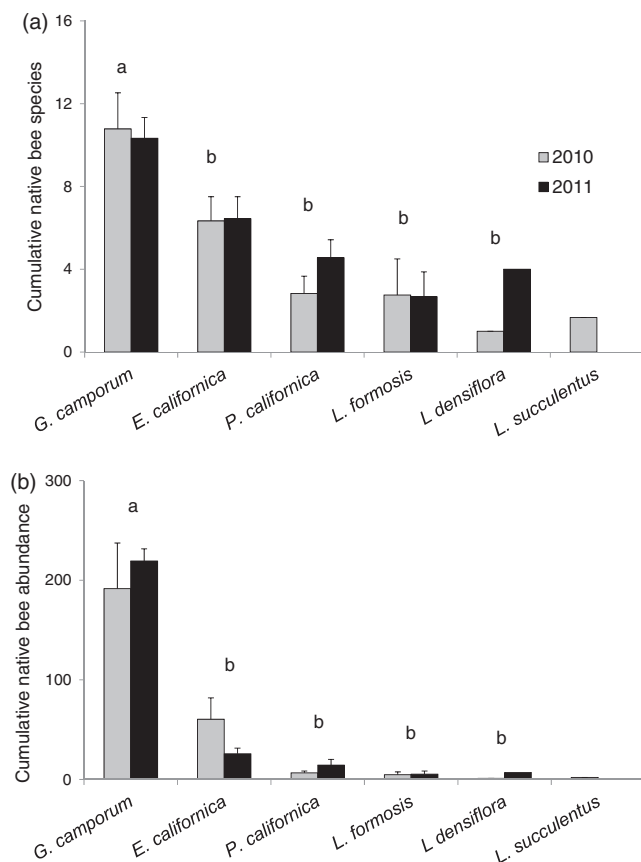 (a)
16
12
8
4
0
Cumulative native bee species
a
b
b
b
b
2010
2011
G. camporum
E. californica
P. californica
L. formosis
L densiflora
L. succulentus
(b)
300
200
100
0
Cumulative native bee abundance
a
b
b
b
b
G. camporum
E. californica
P. californica
L. formosis
L densiflora
L. succulentus